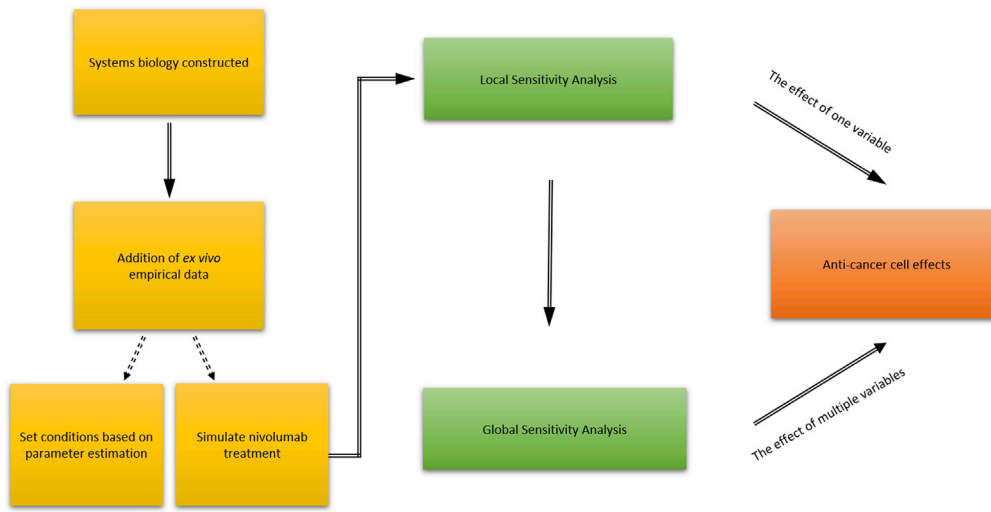 Systems biology constructed
Addition of ex vivo
empirical data
Set conditions based on
parameter estimation
Simulate nivolumab
treatment
Local Sensitivity Analysis
Global Sensitivity Analysis
The effect of one variable
Anti-cancer cell effects
The effect of multiple variables